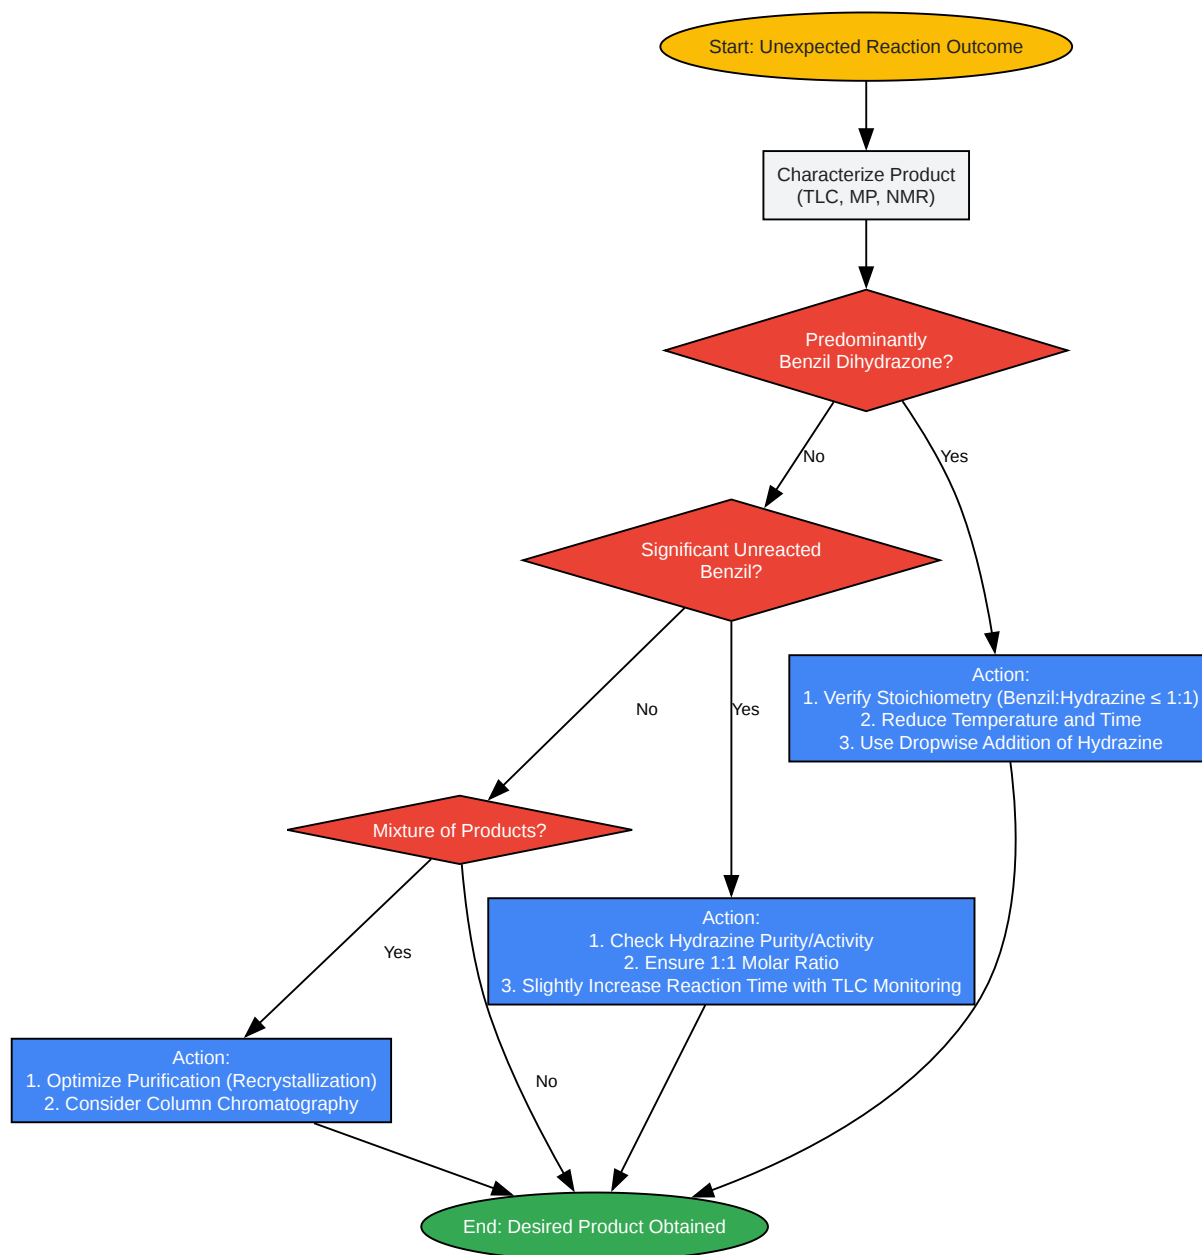 Start: Unexpected Reaction Outcome
Characterize Product
(TLC, MP, NMR)
Predominantly
Benzil Dihydrazone?
No
Yes
Significant Unreacted
Benzil?
Action:
1. Verify Stoichiometry (Benzil:Hydrazine ≤ 1:1)
2. Reduce Temperature and Time
3. Use Dropwise Addition of Hydrazine
No
Yes
Mixture of Products?
Action:
1. Check Hydrazine Purity/Activity
2. Ensure 1:1 Molar Ratio
3. Slightly Increase Reaction Time with TLC Monitoring
Yes
No
Action:
1. Optimize Purification (Recrystallization)
2. Consider Column Chromatography
End: Desired Product Obtained